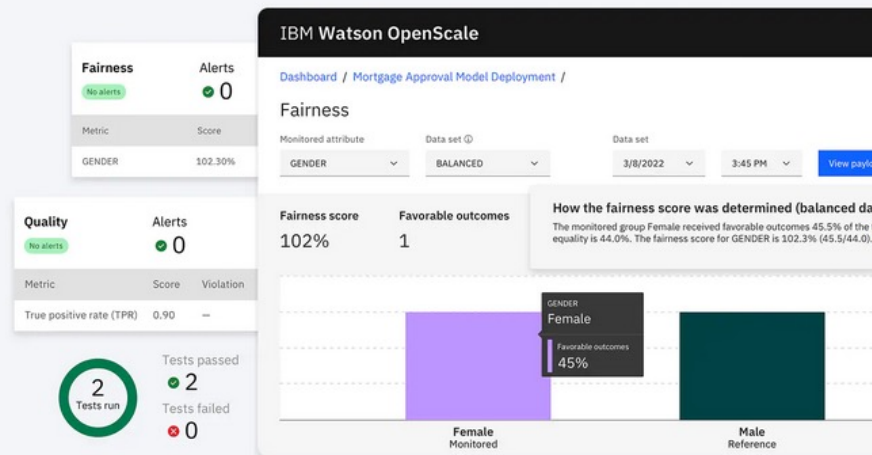 IBM Watson OpenScale
Dashboard / Mortgage Approval Model Deployment /
Fairness
Monitored attribute
Data set
Data set
GENDER
BALANCED
3/8/2022
3:45 PM
View
Fairness score
102%
Favorable outcomes
1
How the fairness score was determined (balanced
The monitored group Female received favorable outcomes 45.5% of the
equality is 44.0%. The fairness score for GENDER is 102.3% (45.5/44.0).
GENDER
Female
Favorable outcomes
45%
Female
Monitored
Male
Reference
Fairness
No alerts
Alerts
0
Metric Score
GENDER 102.30%
Quality
No alerts
Alerts
0
Metric Score Violation
True positive rate (TPR) 0.90 —
2
Tests run
Tests passed
2
Tests failed
0